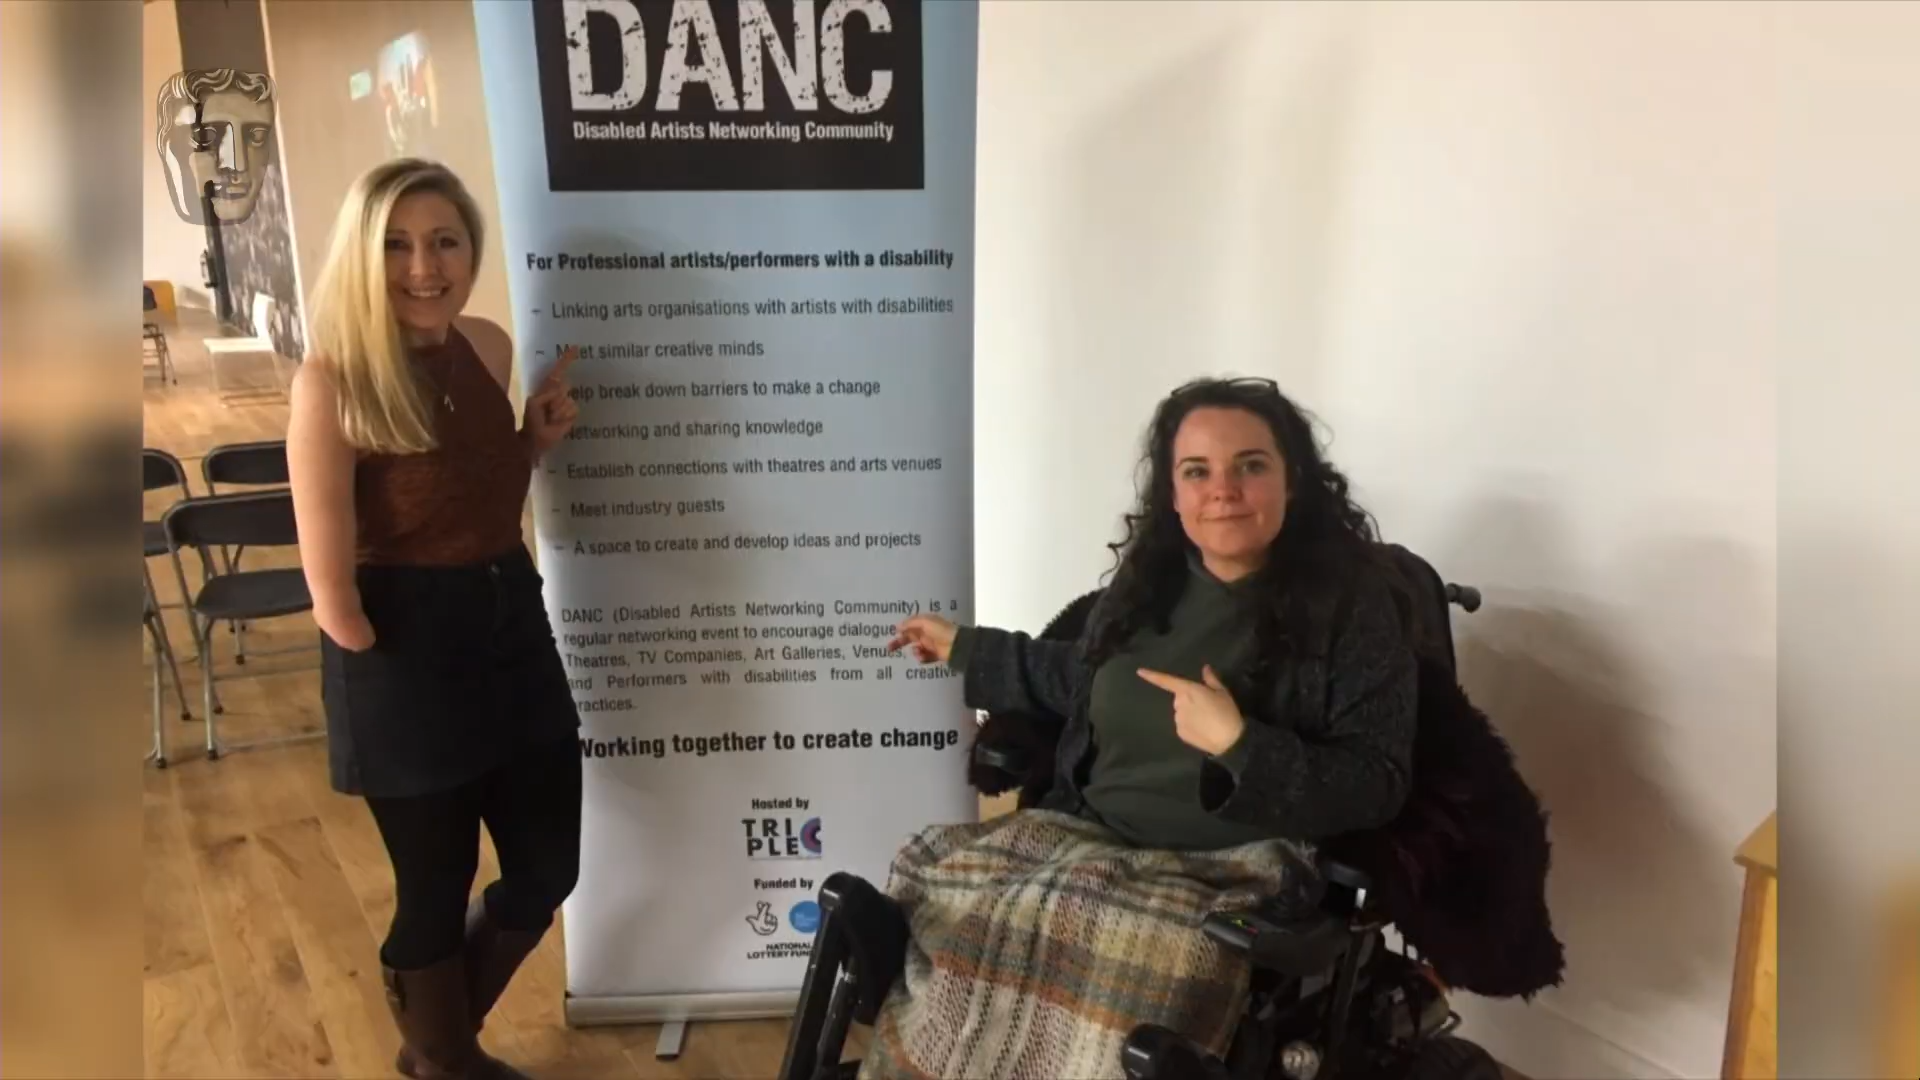 DANC
Disabled Artists Networking Community
For Professional artists/performers with a disability
- Linking arts organisations with artists with disabilities
- Meet similar creative minds
elp break down barriers to make a change
Networking and sharing knowledge
- Establish connections with theatres and arts venues
- Meet industry guests
- A space to create and develop ideas and projects
DANC (Disabled Artists Networking Community) is a
regular networking event to encourage dialogue
Theatres, TV Companies, Art Galleries, Venues,
and Performers with disabilities from all creative
practices.
Working together to create change
Hosted by
TRI
PLE C
Funded by
NATIONAL
LOTTERY FUN